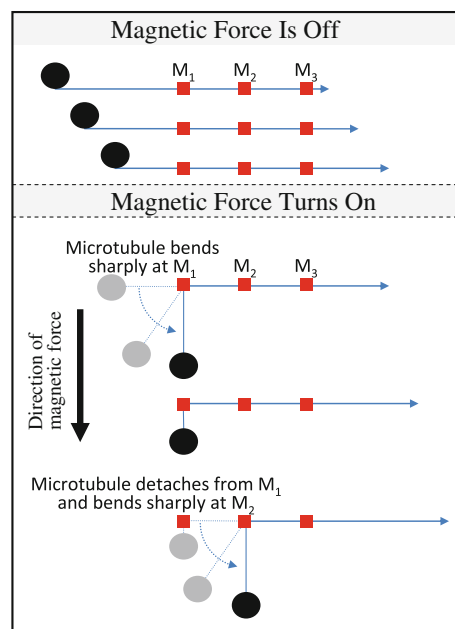 Magnetic Force Is Off
M1 M2 M3
Magnetic Force Turns On
Microtubule bends
sharply at M1
M2 M3
Direction of
magnetic force
Microtubule detaches from M1
and bends sharply at M2